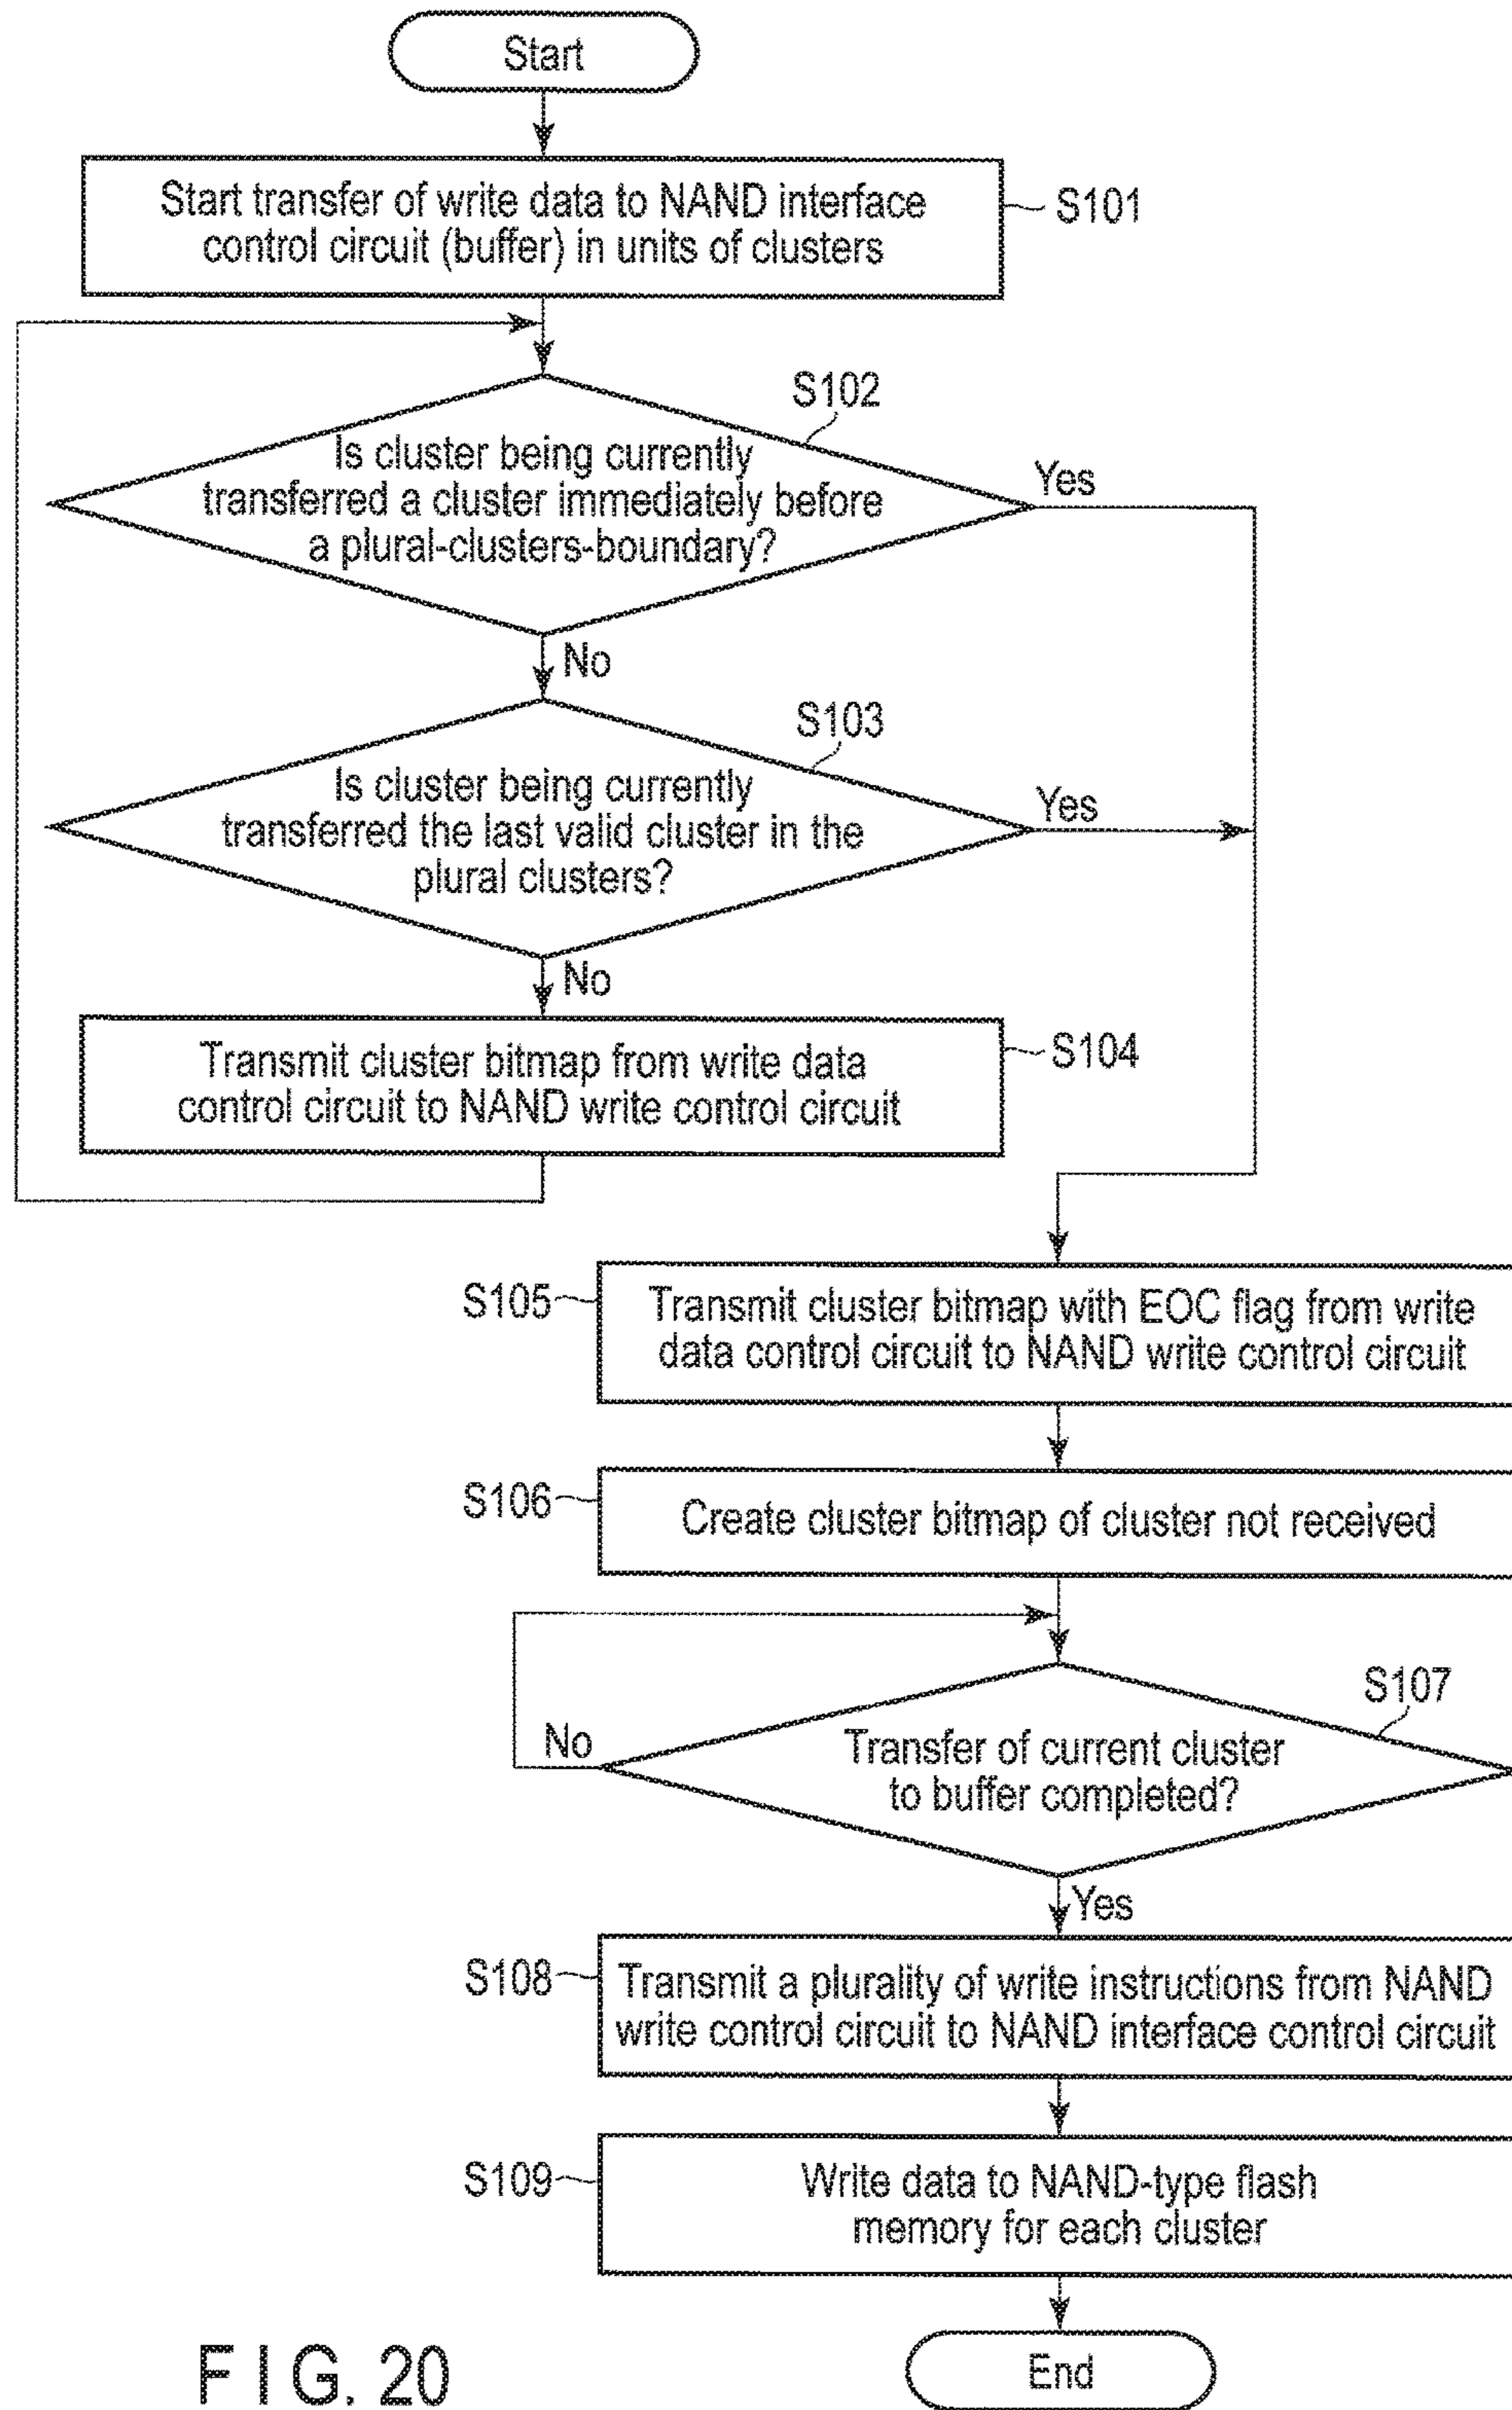 Start
Start transfer of write data to NAND interface
control circuit (buffer) in units of clusters
S101
S102
Is cluster being currently
transferred a cluster immediately before
a plural-clusters-boundary?
Yes
No
S103
Is cluster being currently
transferred the last valid cluster in the
plural clusters?
Yes
No
Transmit cluster bitmap from write data
control circuit to NAND write control circuit
S104
S105
Transmit cluster bitmap with EOC flag from write
data control circuit to NAND write control circuit
S106
Create cluster bitmap of cluster not received
S107
No
Transfer of current cluster
to buffer completed?
Yes
S108
Transmit a plurality of write instructions from NAND
write control circuit to NAND interface control circuit
S109
Write data to NAND-type flash
memory for each cluster
End
F I G. 20